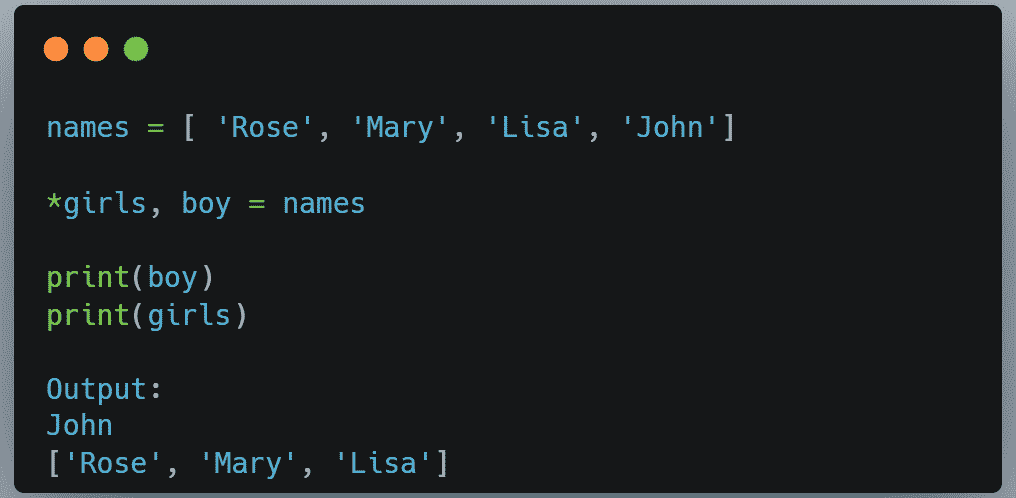 names = [ 'Rose', 'Mary', 'Lisa', 'John']
*girls, boy = names
print(boy)
print(girls)
Output:
John
['Rose', 'Mary', 'Lisa']